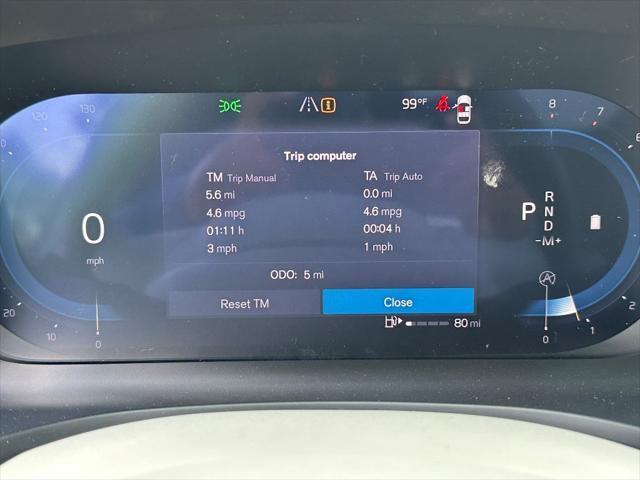 120 130 99°F 8 7
Trip computer
TM Trip Manual TA Trip Auto
5.6 mi 0.0 mi
4.6 mpg 4.6 mpg
01:11 h 00:04 h
3 mph 1 mph
ODO: 5 mi
Reset TM Close
0
mph
P R
N
D
-M+
A
80 mi
20 10 0
0 1 2
6